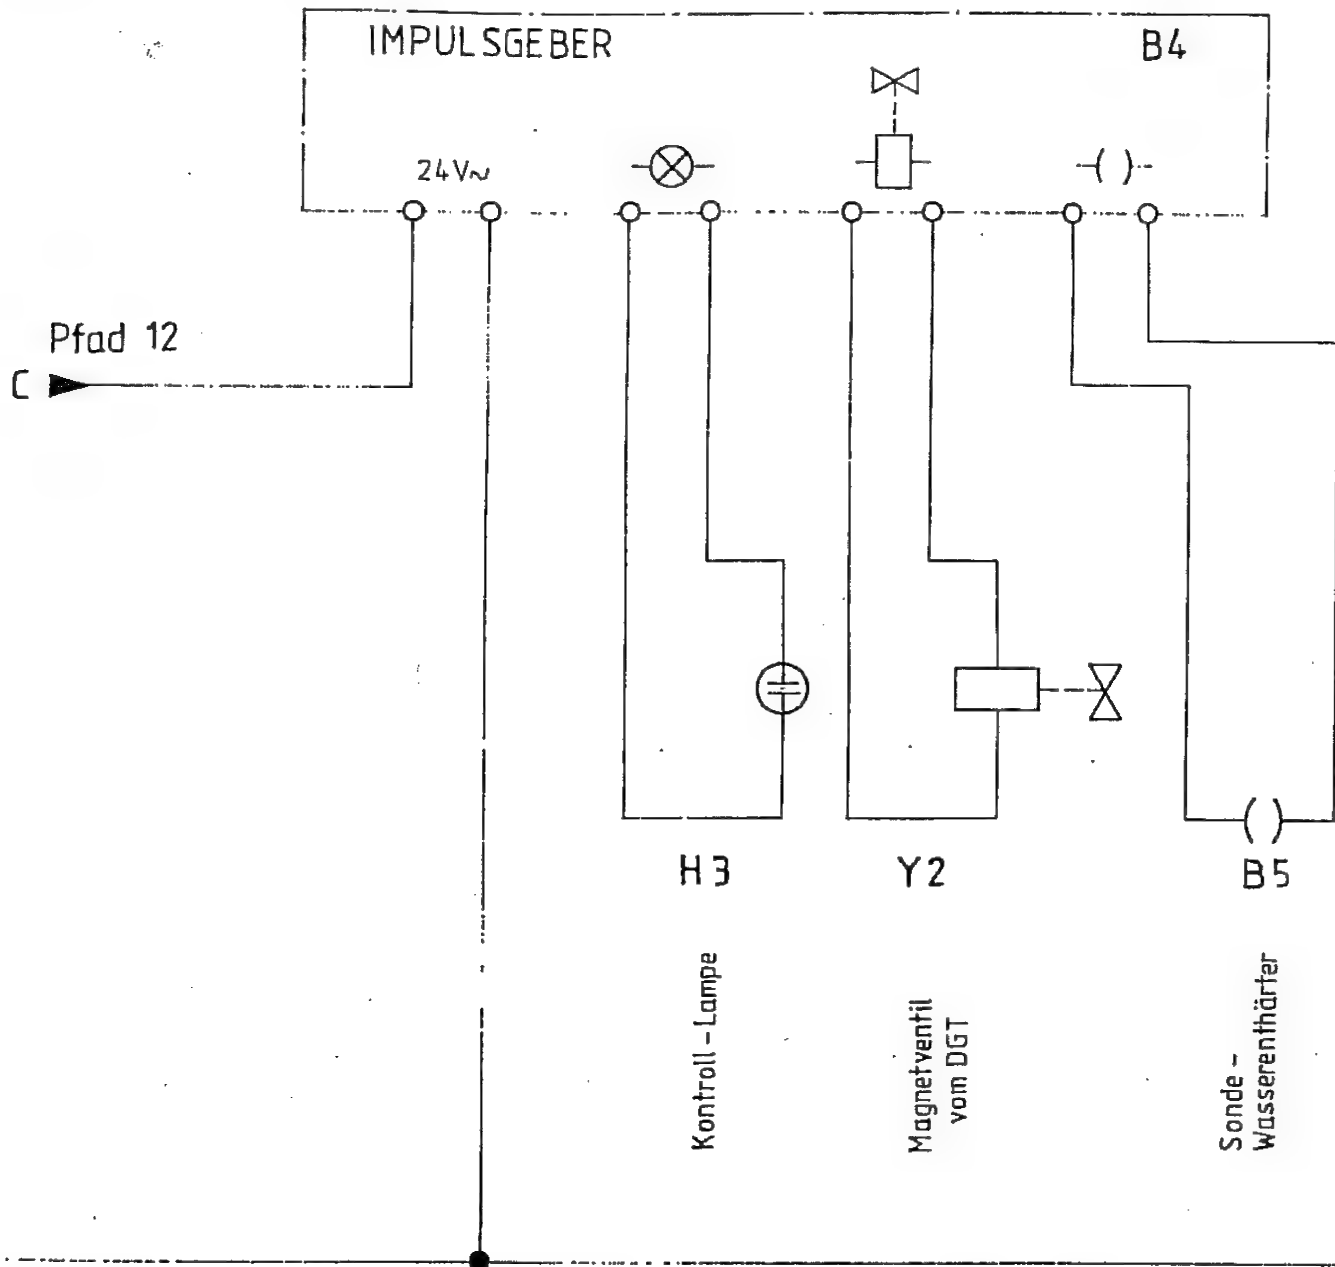 IMPULSGEBER
B4
24V~
Pfad 12
C
H3
Y2
B5
Kontroll-Lampe
Magnetventil
vom DGT
Sonde -
Wasserenthärter